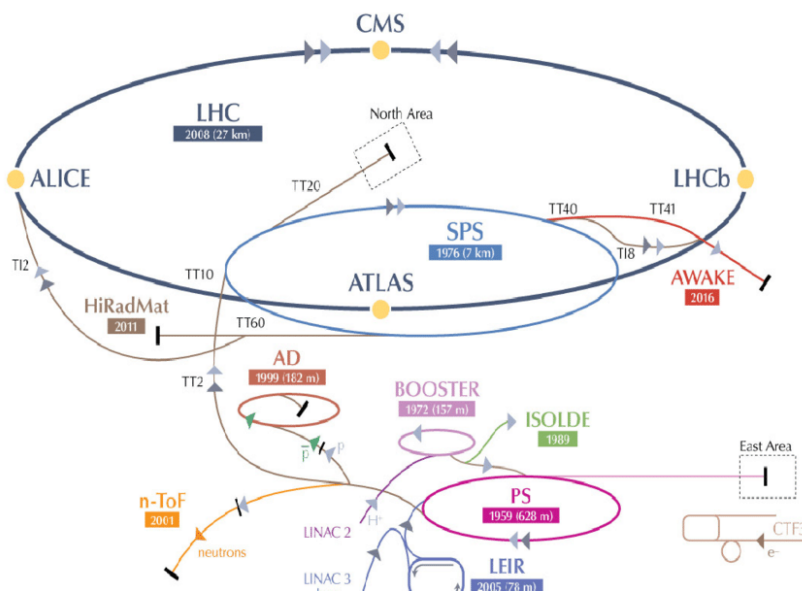 CMS
LHC
2008 (27 km)
North Area
ALICE
TT20
LHCb
TT40
TT41
SPS
1976 (7 km)
TI8
TI2
TT10
ATLAS
AWAKE
2016
HiRadMat
2011
TT60
AD
1999 (182 m)
TT2
BOOSTER
1972 (157 m)
ISOLDE
1989
p
p
East Area
n-ToF
2001
PS
1959 (628 m)
H+
LINAC 2
neutrons
CTF3
e-
LEIR
2005 (78 m)
LINAC 3